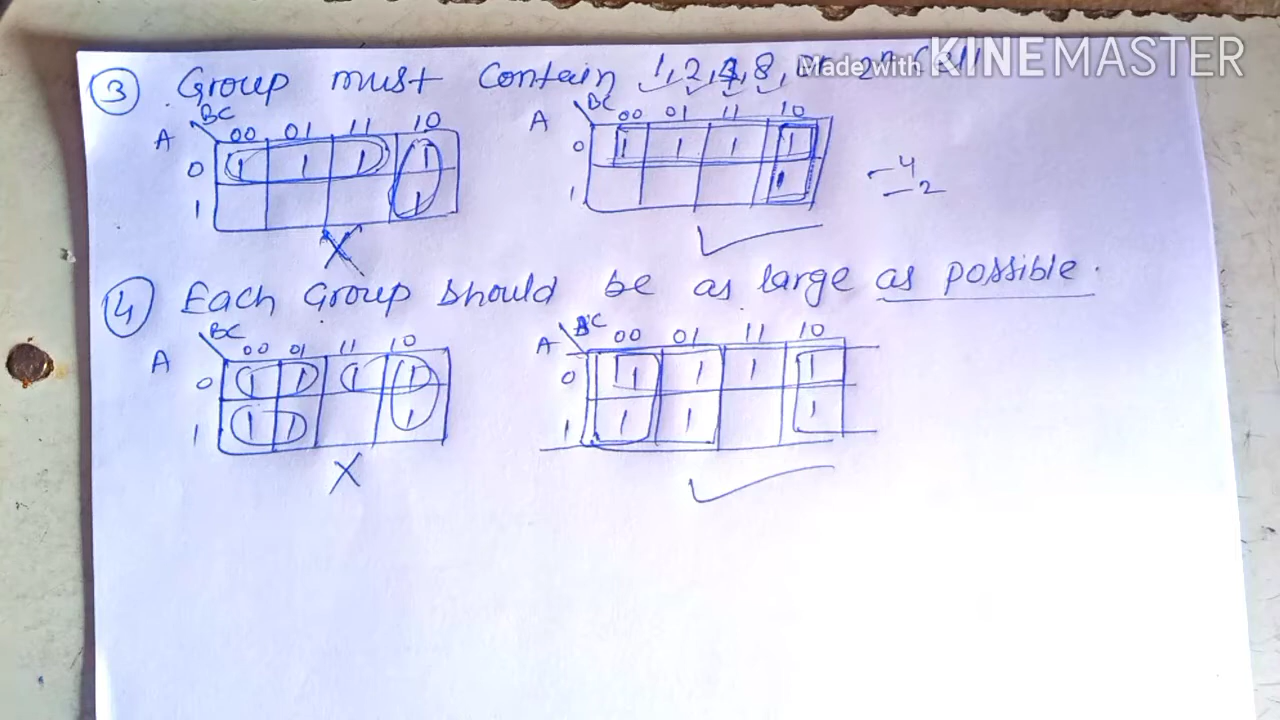 ③ Group must contain 1,2,4,8, or 2ⁿ Cell
Made with KINEMASTER
BC
A 00 01 11 10
0 1 1 1 1
1 1
BC
A 00 01 11 10
0 1 1 1 1
1 1
- 4
- 2
X
✓
④ Each Group should be as large as possible.
BC
A 00 01 11 10
0 1 1 1 1
1 1 1 1
BC
A 00 01 11 10
0 1 1 1 1
1 1 1 1
X
✓